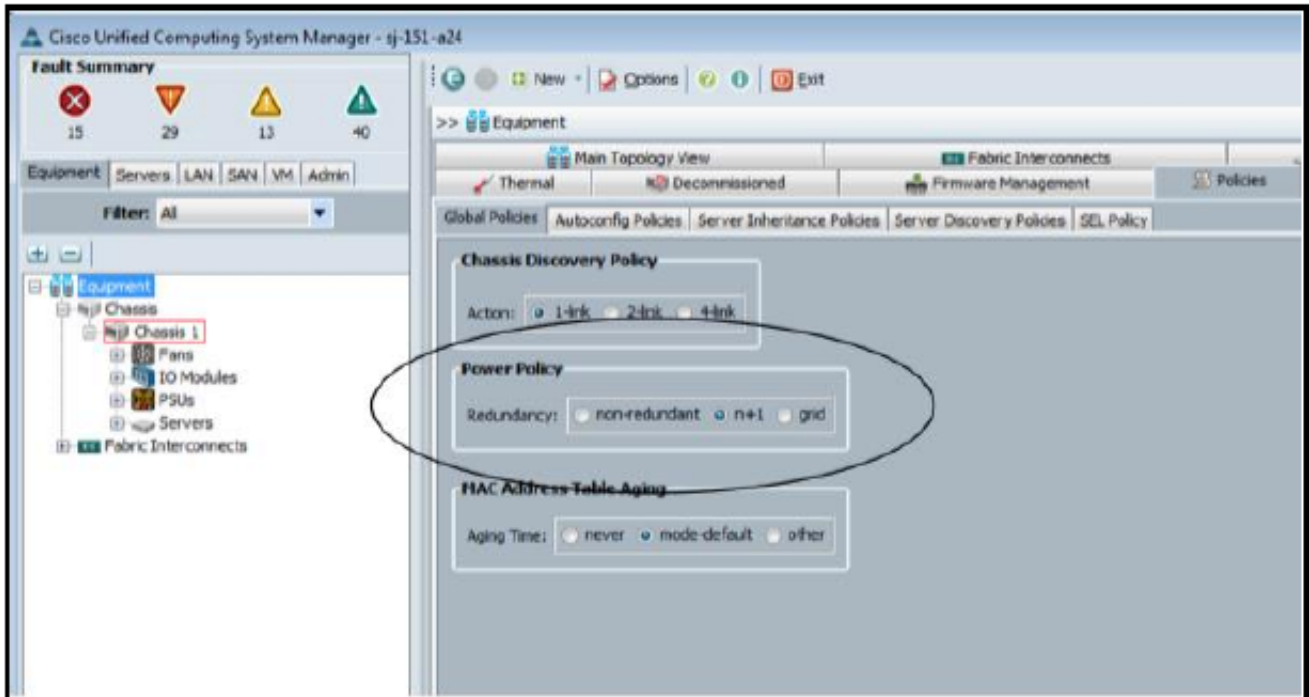 Cisco Unified Computing System Manager - sj-151-a24
Fault Summary
15 29 13 40
Equipment Servers LAN SAN VM Admin
Filter: All
Equipment
Chassis
Chassis 1
Fans
IO Modules
PSUs
Servers
Fabric Interconnects
New Options Exit
>> Equipment
Main Topology View Fabric Interconnects
Thermal Decommissioned Firmware Management Policies
Global Policies Autoconfig Policies Server Inheritance Policies Server Discovery Policies SEL Policy
Chassis Discovery Policy
Action: 1-link 2-link 4-link
Power Policy
Redundancy: non-redundant n+1 grid
MAC Address Table Aging
Aging Time: never mode-default other